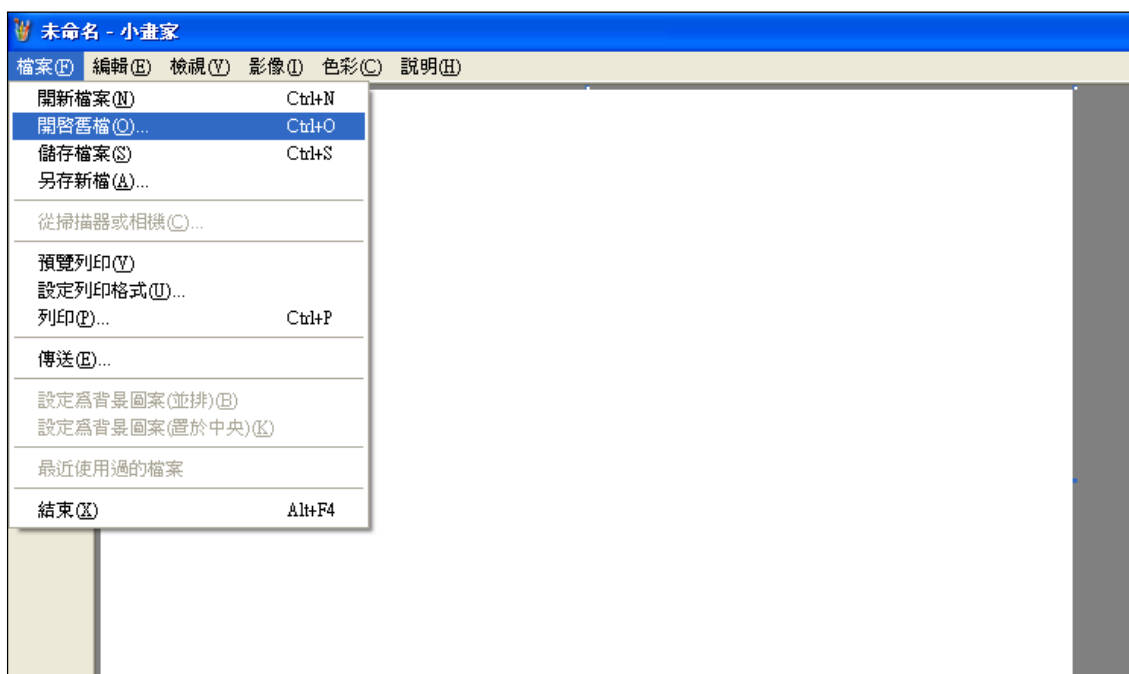 未命名 - 小畫家
檔案(F) 編輯(E) 檢視(V) 影像(I) 色彩(C) 說明(H)
開新檔案(N) Ctrl+N
開啓舊檔(O)... Ctrl+O
儲存檔案(S) Ctrl+S
另存新檔(A)...
從掃描器或相機(C)...
預覽列印(V)
設定列印格式(U)...
列印(P)... Ctrl+P
傳送(E)...
設定爲背景圖案(並排)(B)
設定爲背景圖案(置於中央)(K)
最近使用過的檔案
結束(X) Alt+F4